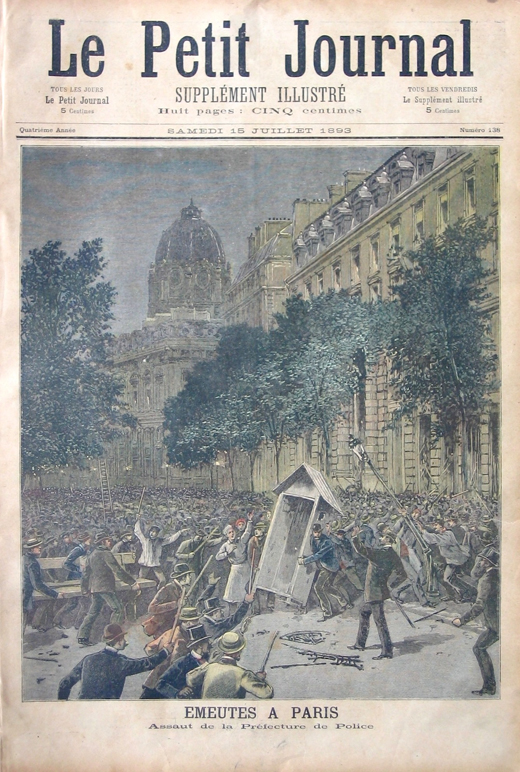 Le Petit Journal
TOUS LES JOURS
Le Petit Journal
5 Centimes
SUPPLÉMENT ILLUSTRÉ
Huit pages : CINQ centimes
TOUS LES VENDREDIS
Le Supplément illustré
5 Centimes
Quatrième Année
SAMEDI 15 JUILLET 1893
Numéro 138
EMEUTES A PARIS
Assaut de la Préfecture de Police